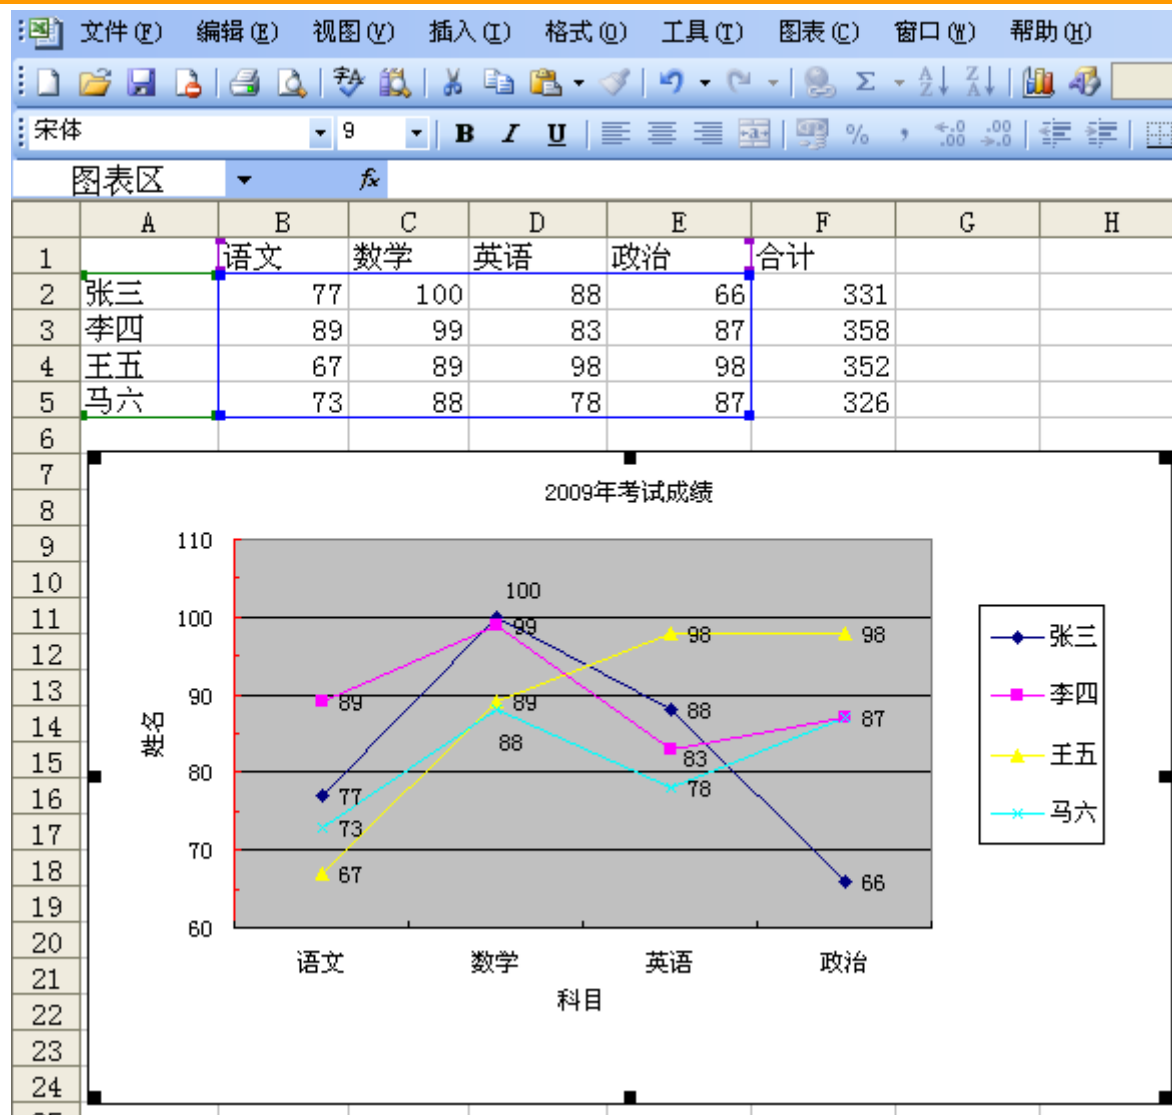 文件(F) 编辑(E) 视图(V) 插入(I) 格式(O) 工具(T) 图表(C) 窗口(W) 帮助(H)
宋体 9 B I U % , .00 .00
图表区 fx
A B C D E F G H
1 语文 数学 英语 政治 合计
2 张三 77 100 88 66 331
3 李四 89 99 83 87 358
4 王五 67 89 98 98 352
5 马六 73 88 78 87 326
6
7
8
9
10
11
12
13
14
15
16
17
18
19
20
21
22
23
24
2009年考试成绩
110
100
90
80
70
60
姓名
100
99
98 98
89 89 88 87
88
83
77 78
73
67 66
语文 数学 英语 政治
科目
张三
李四
王五
马六